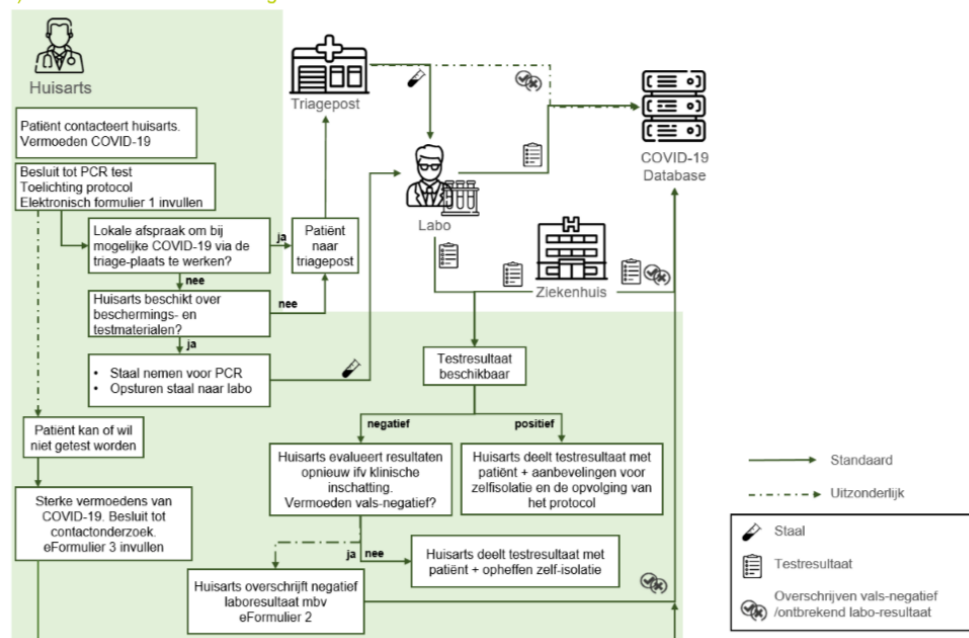 Huisarts
Triagepost
COVID-19
Database
Patiënt contacteert huisarts.
Vermoeden COVID-19
Besluit tot PCR test
Toelichting protocol
Elektronisch formulier 1 invullen
Labo
Lokale afspraak om bij
mogelijke COVID-19 via de
triage-plaats te werken?
ja
Patiënt
naar
triagepost
nee
Huisarts beschikt over
beschermings- en
testmaterialen?
nee
Ziekenhuis
ja
• Staal nemen voor PCR
• Opsturen staal naar labo
Testresultaat
beschikbaar
Patiënt kan of wil
niet getest worden
negatief
positief
Huisarts evalueert resultaten
opnieuw ifv klinische
inschatting.
Vermoeden vals-negatief?
Huisarts deelt testresultaat met
patiënt + aanbevelingen voor
zelfisolatie en de opvolging van
het protocol
Sterke vermoedens van
COVID-19. Besluit tot
contactonderzoek.
eFormulier 3 invullen
ja
nee
Huisarts deelt testresultaat met
patiënt + opheffen zelf-isolatie
Huisarts overschrijft negatief
laboresultaat mbv
eFormulier 2
Standaard
Uitzonderlijk
Staal
Testresultaat
Overschrijven vals-negatief
/ontbrekend labo-resultaat